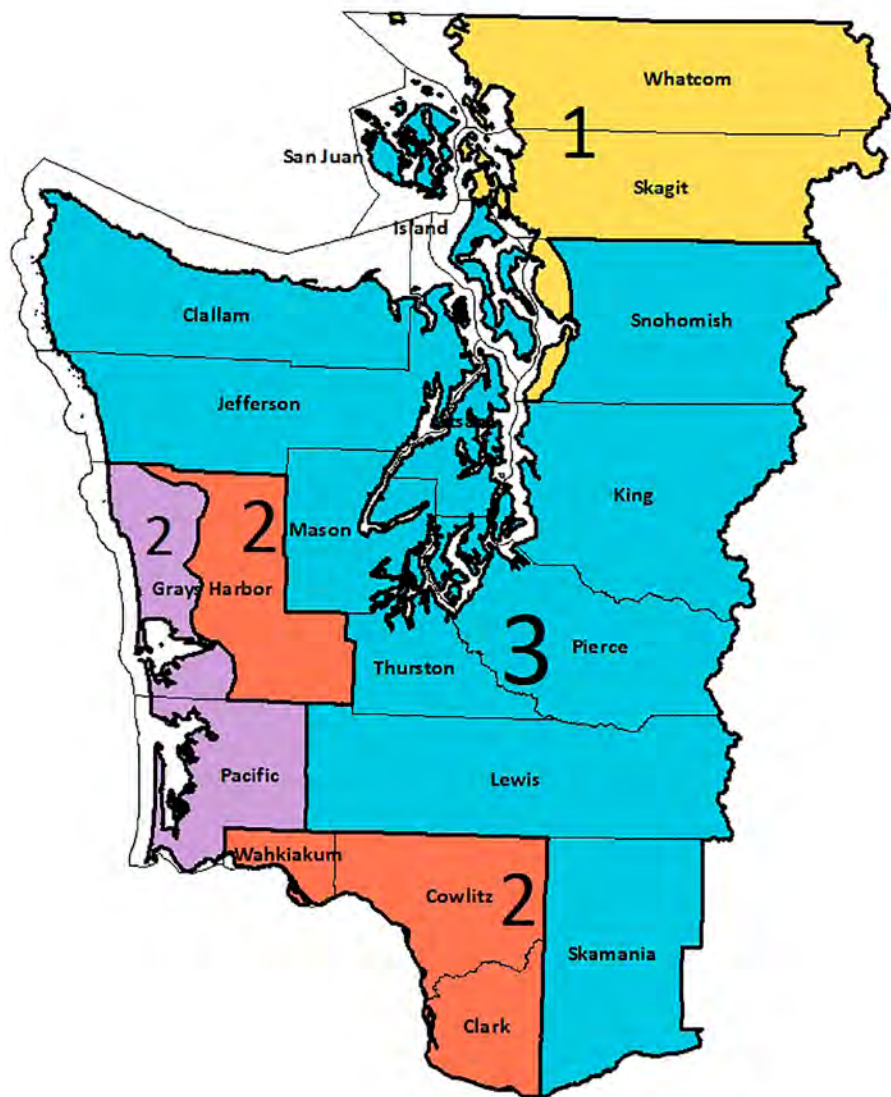 Whatcom
1
Skagit
San Juan
Island
Clallam
Snohomish
Jefferson
King
2
2
Mason
Grays Harbor
3
Pierce
Thurston
Pacific
Lewis
Wahkiakum
Cowlitz
2
Skamania
Clark